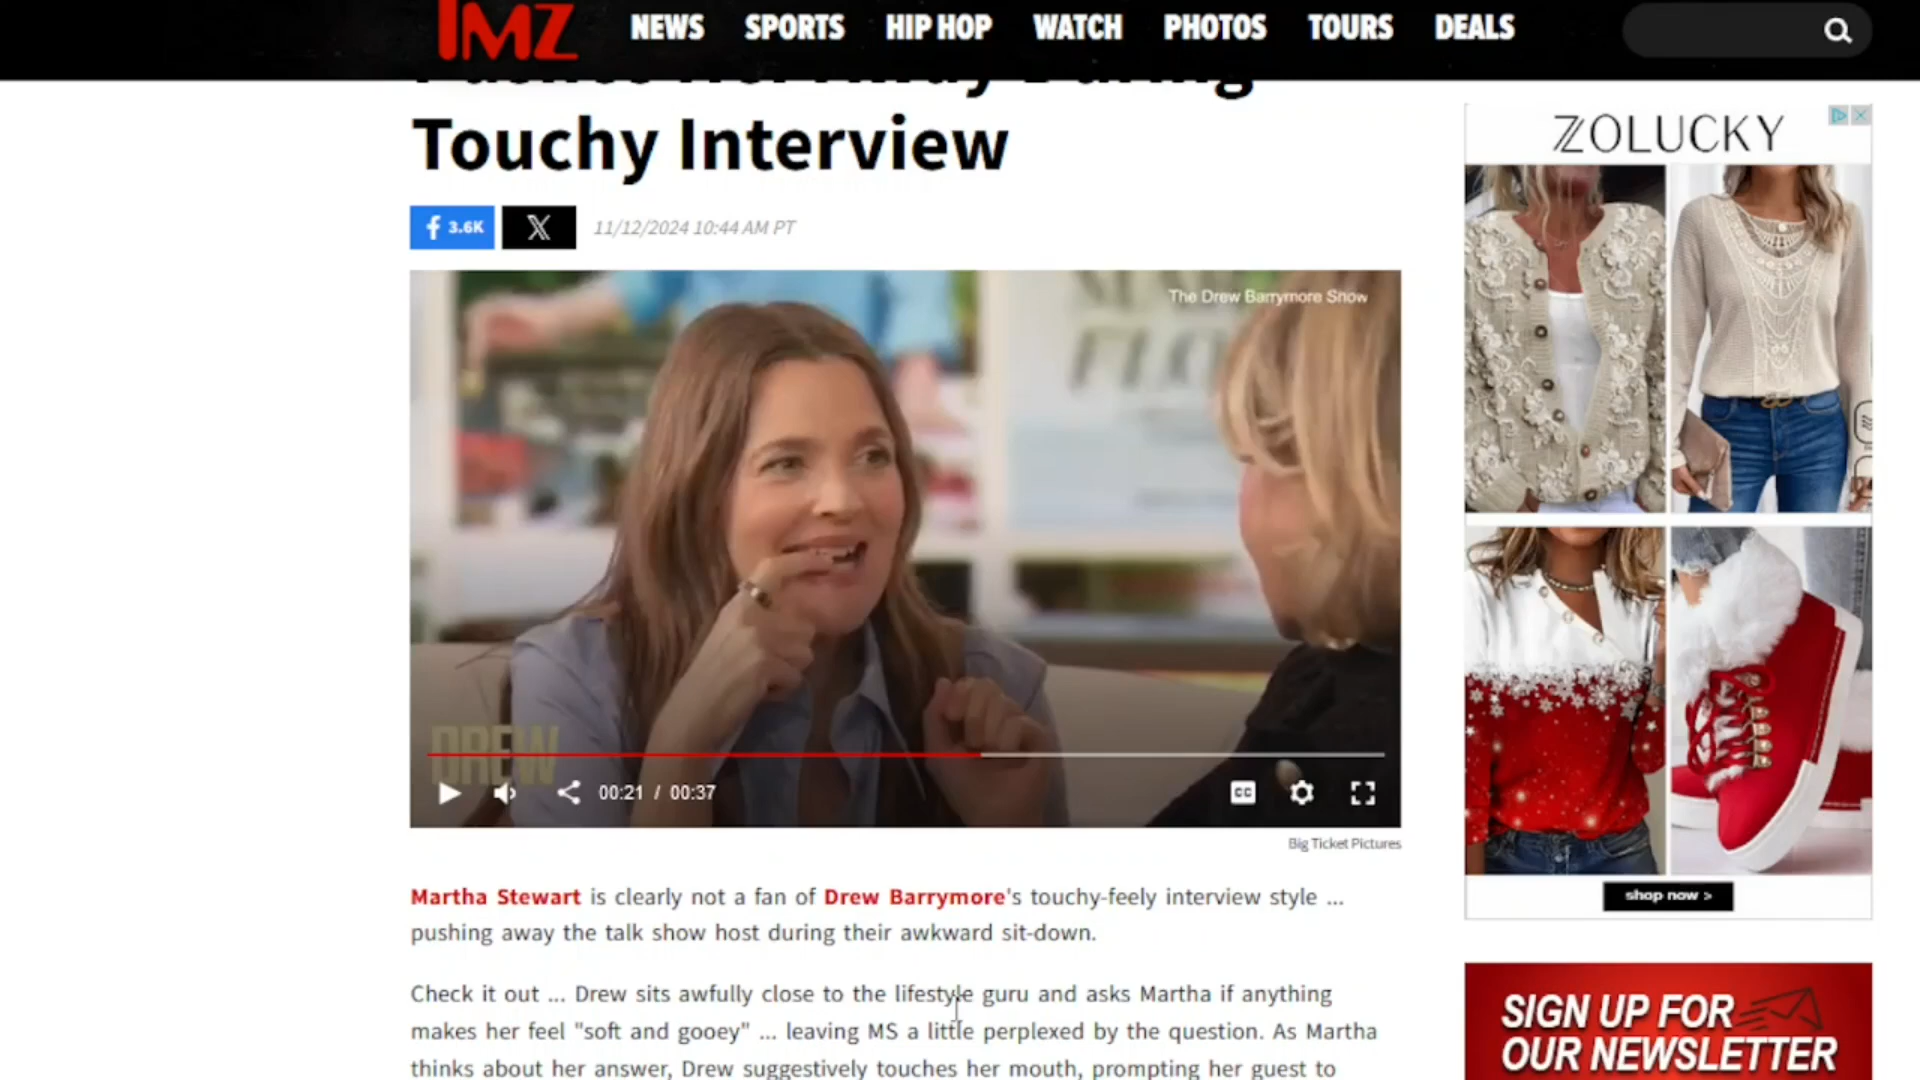 TMZ
NEWS SPORTS HIP HOP WATCH PHOTOS TOURS DEALS
Touchy Interview
3.6K X 11/12/2024 10:44 AM PT
The Drew Barrymore Show
DREW
00:21 / 00:37
CC
Big Ticket Pictures
Martha Stewart is clearly not a fan of Drew Barrymore's touchy-feely interview style ...
pushing away the talk show host during their awkward sit-down.
Check it out ... Drew sits awfully close to the lifestyle guru and asks Martha if anything
makes her feel "soft and gooey" ... leaving MS a little perplexed by the question. As Martha
thinks about her answer, Drew suggestively touches her mouth, prompting her guest to
ZOLUCKY
shop now >
SIGN UP FOR
OUR NEWSLETTER